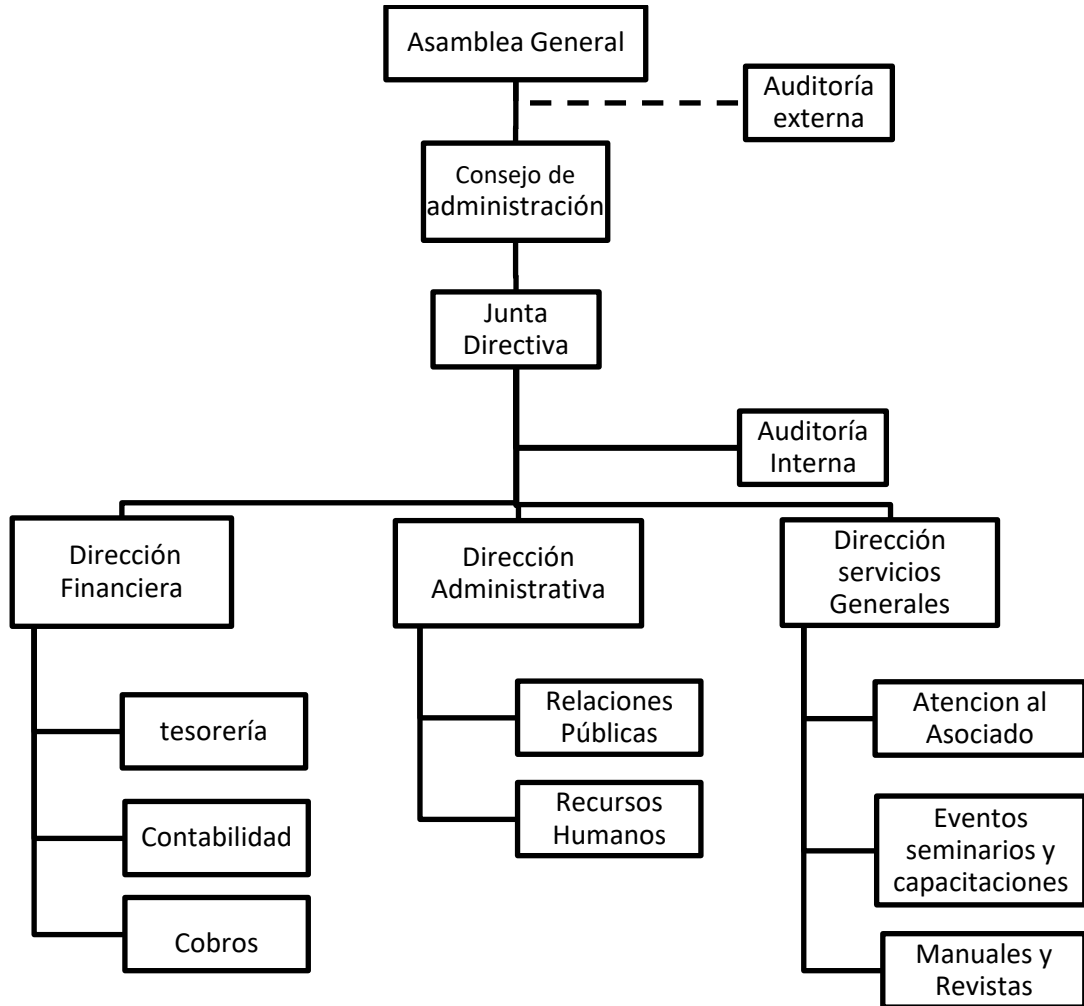 Asamblea General
Auditoría
externa
Consejo de
administración
Junta
Directiva
Auditoría
Interna
Dirección
Financiera
Dirección
Administrativa
Dirección
servicios
Generales
tesorería
Contabilidad
Cobros
Relaciones
Públicas
Recursos
Humanos
Atencion al
Asociado
Eventos
seminarios y
capacitaciones
Manuales y
Revistas